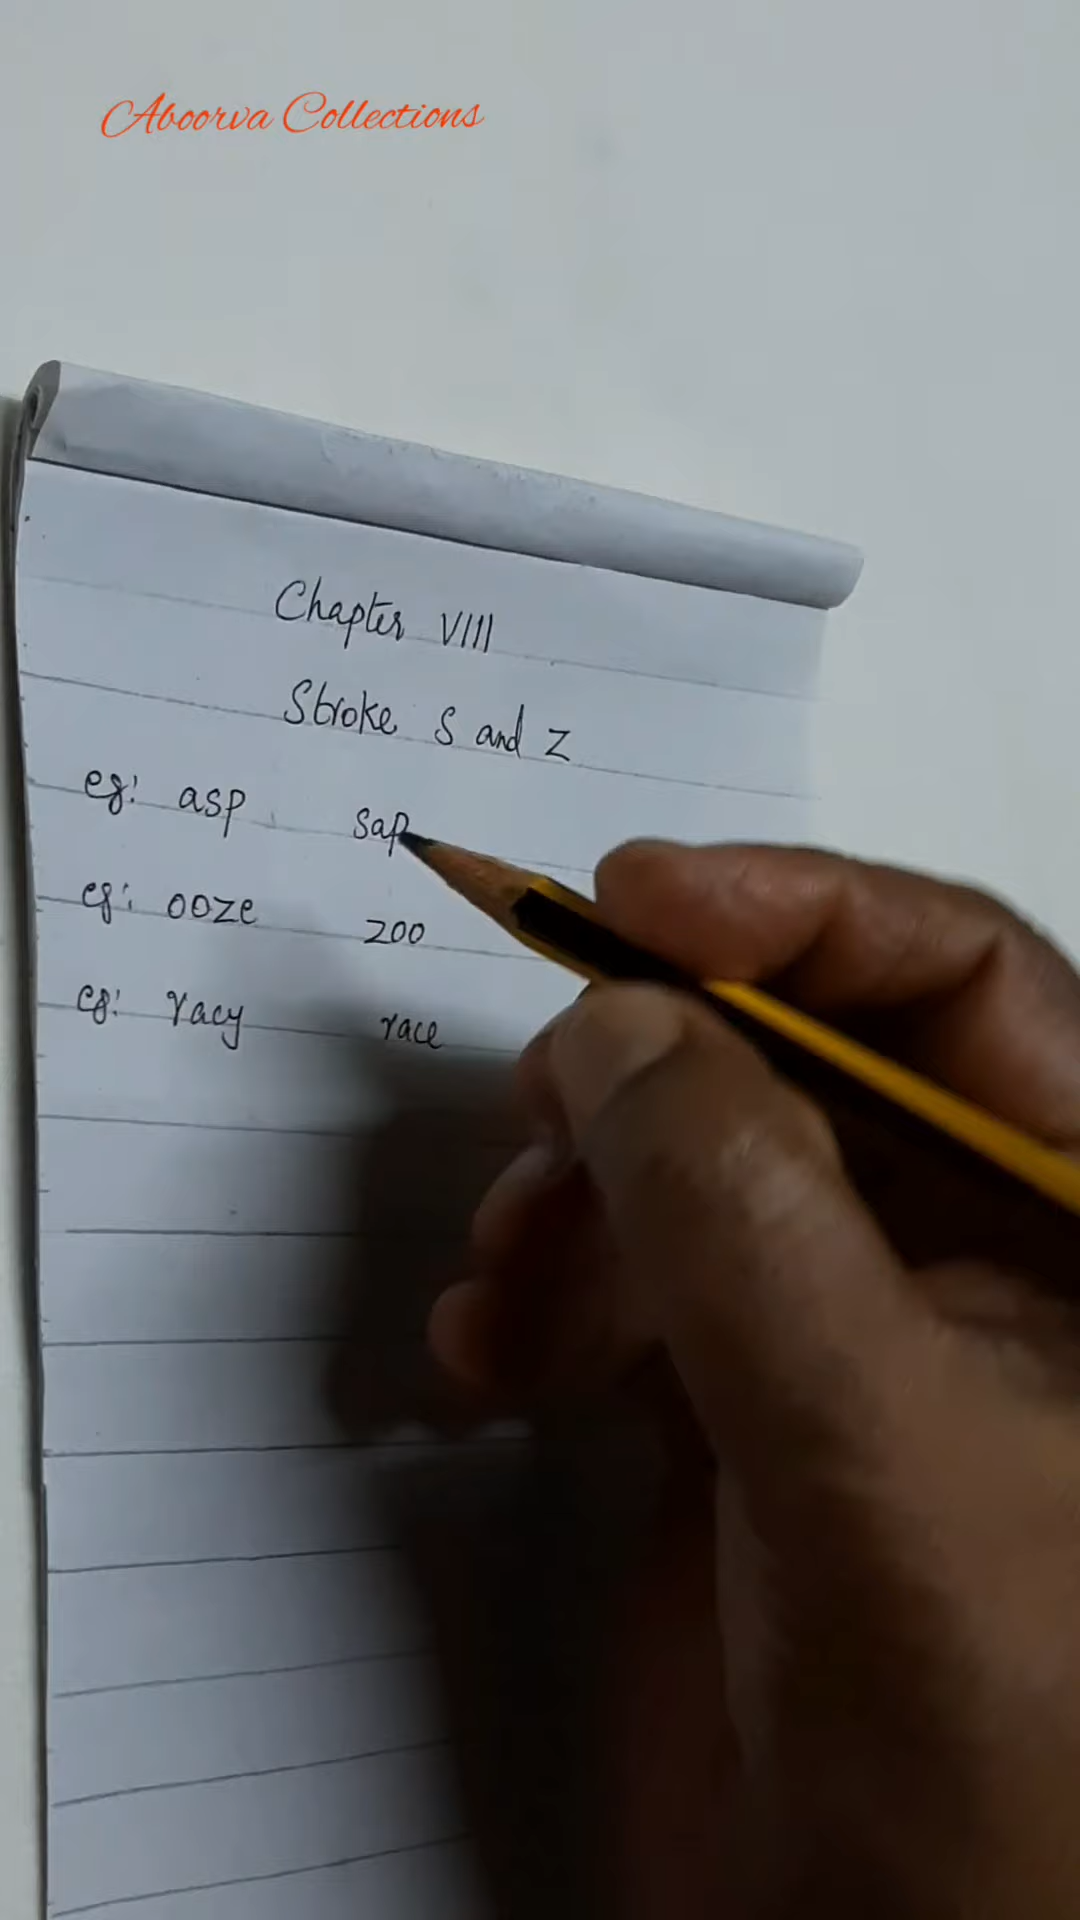 Aboorva Collections
Chapter VIII
Stroke S and Z
eg: asp sap
eg: ooze zoo
eg: racy race